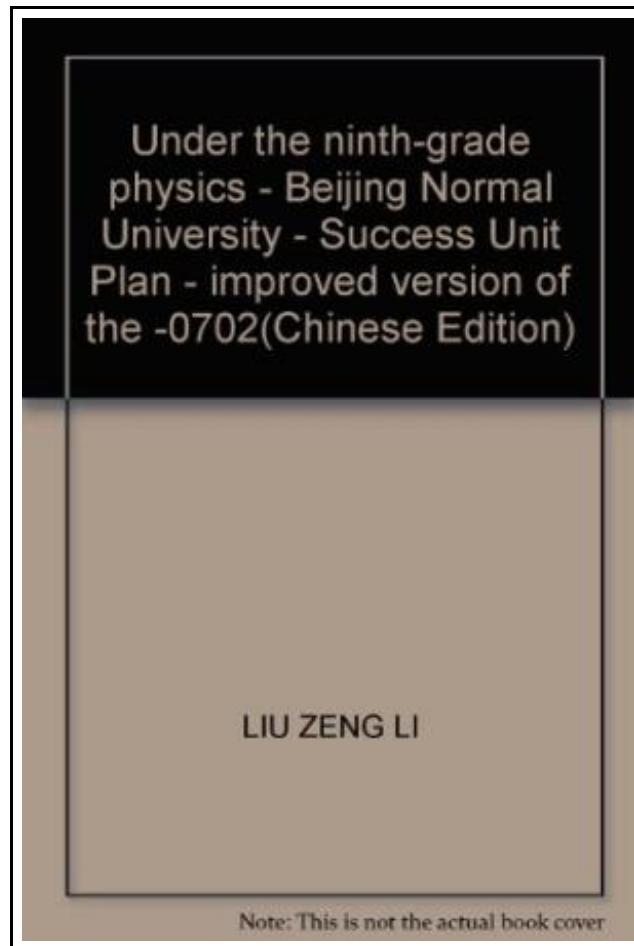 Under the ninth-grade
physics - Beijing Normal
University - Success Unit
Plan - improved version of
the -0702(Chinese Edition)
LIU ZENG LI
Note: This is not the actual book cover